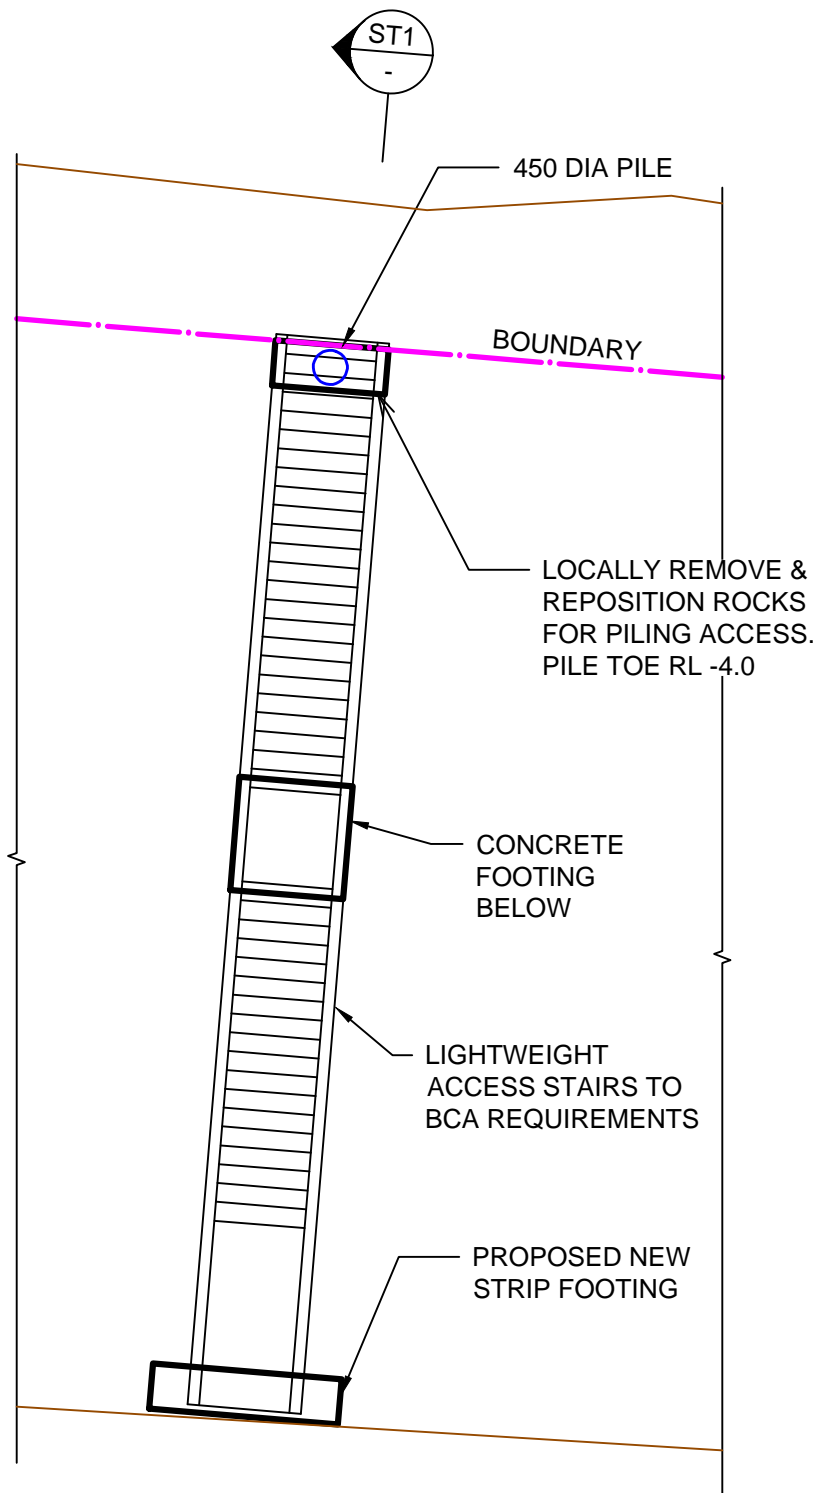 ST1
-
450 DIA PILE
BOUNDARY
LOCALLY REMOVE &
REPOSITION ROCKS
FOR PILING ACCESS.
PILE TOE RL -4.0
CONCRETE
FOOTING
BELOW
LIGHTWEIGHT
ACCESS STAIRS TO
BCA REQUIREMENTS
PROPOSED NEW
STRIP FOOTING